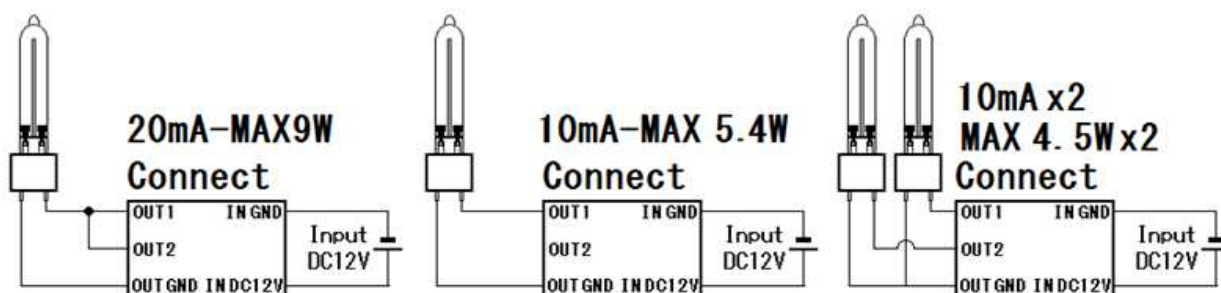 20mA-MAX9W
Connect
OUT1 IN GND
OUT2
OUT GND IN DC12V
Input
DC12V
10mA-MAX 5.4W
Connect
OUT1 IN GND
OUT2
OUT GND IN DC12V
Input
DC12V
10mA x2
MAX 4.5W x2
Connect
OUT1 IN GND
OUT2
OUT GND IN DC12V
Input
DC12V